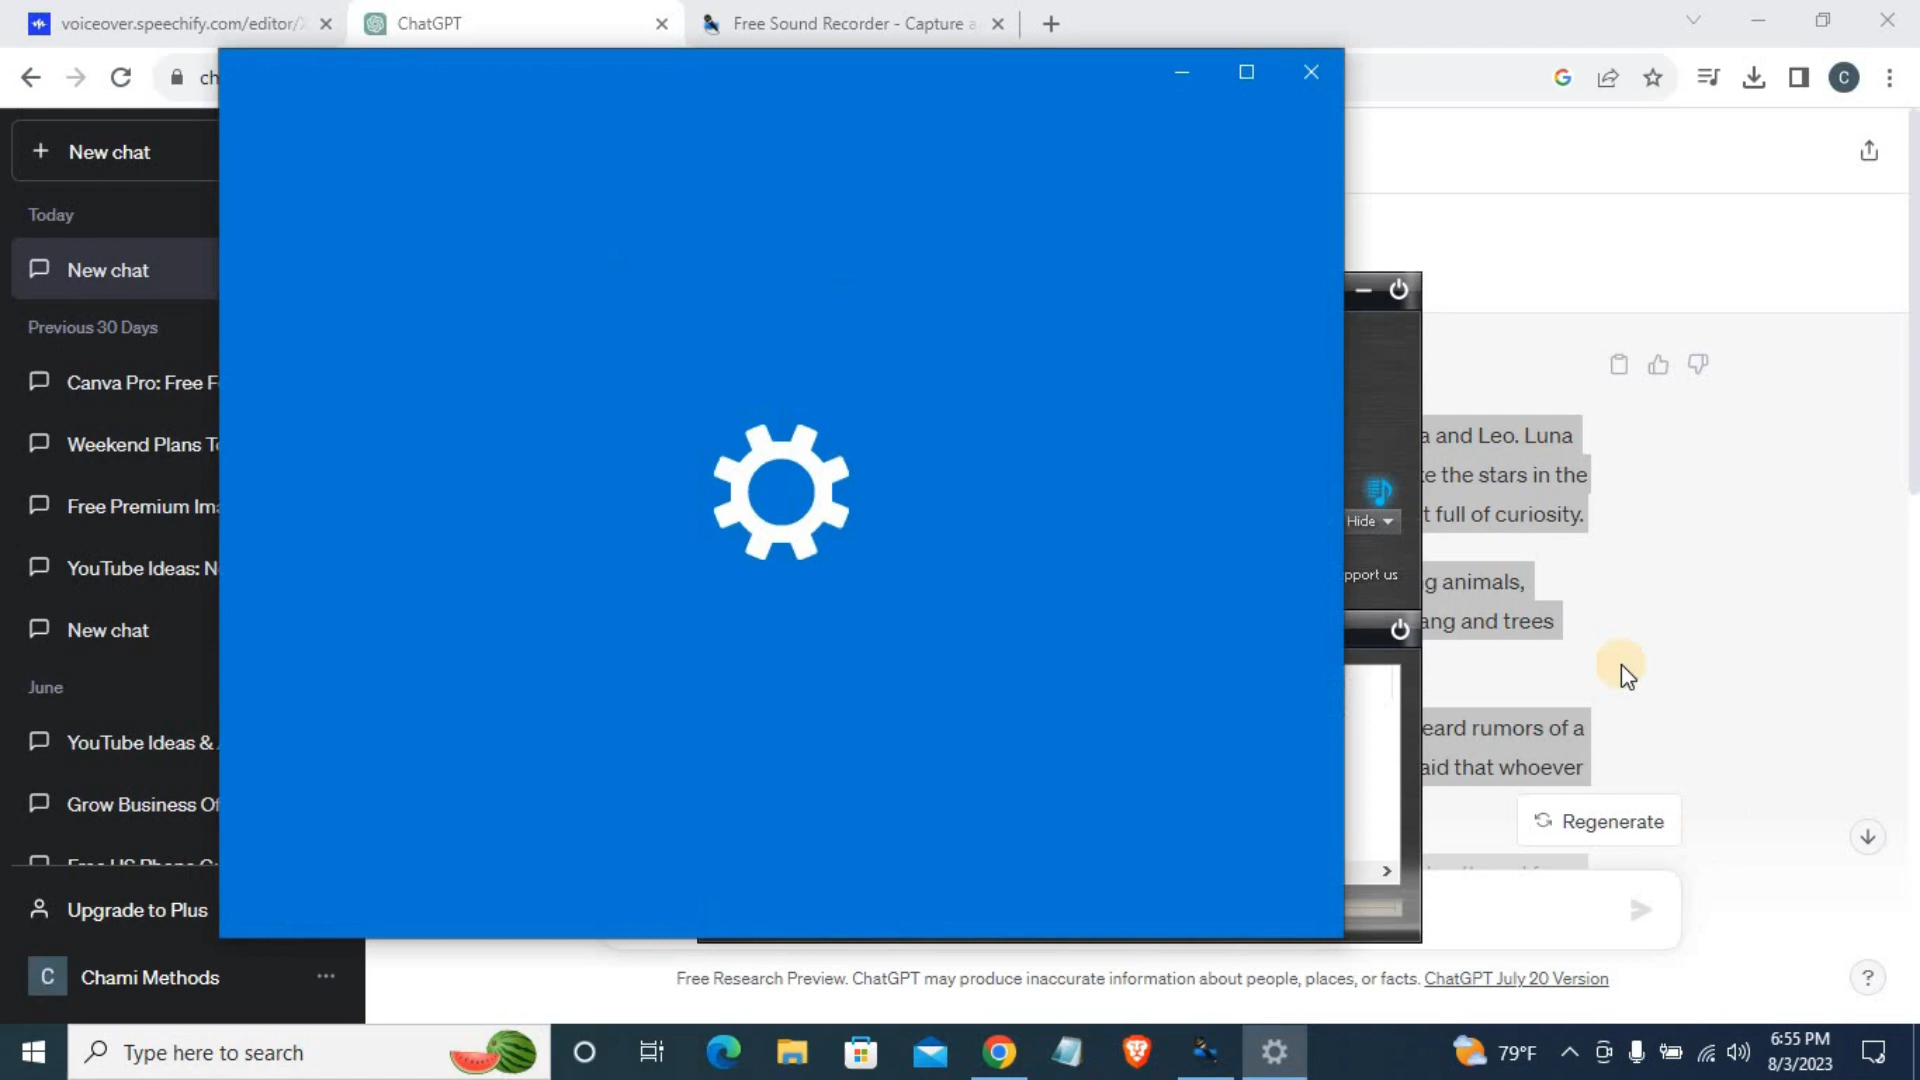 voiceover.speechify.com/editor/
ChatGPT
Free Sound Recorder - Capture a
ch
G
C
New chat
Today
New chat
Previous 30 Days
Canva Pro: Free F
a and Leo. Luna
Weekend Plans T
te the stars in the
Free Premium Im
t full of curiosity.
Hide
YouTube Ideas: N
pport us
g animals,
New chat
ang and trees
June
YouTube Ideas &
eard rumors of a
aid that whoever
Grow Business Of
Regenerate
Upgrade to Plus
C
Chami Methods
Free Research Preview. ChatGPT may produce inaccurate information about people, places, or facts. ChatGPT July 20 Version
?
Type here to search
79°F
6:55 PM
8/3/2023